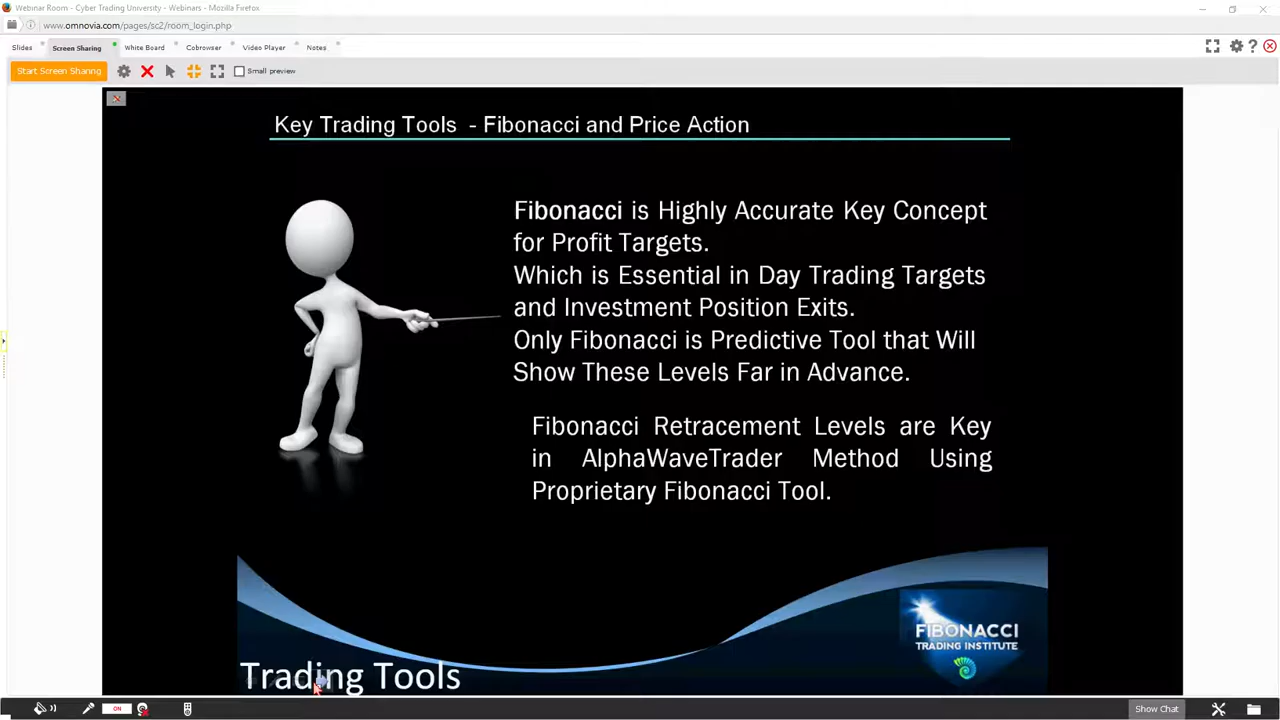 Webinar Room - Cyber Trading University - Webinars - Mozilla Firefox
www.omnovia.com/pages/sc2/room_login.php
Slides Screen Sharing White Board Cobrowser Video Player Notes
Start Screen Sharing Small preview
Key Trading Tools - Fibonacci and Price Action
Fibonacci is Highly Accurate Key Concept
for Profit Targets.
Which is Essential in Day Trading Targets
and Investment Position Exits.
Only Fibonacci is Predictive Tool that Will
Show These Levels Far in Advance.
Fibonacci Retracement Levels are Key
in AlphaWaveTrader Method Using
Proprietary Fibonacci Tool.
FIBONACCI
TRADING INSTITUTE
Trading Tools
ON
Show Chat